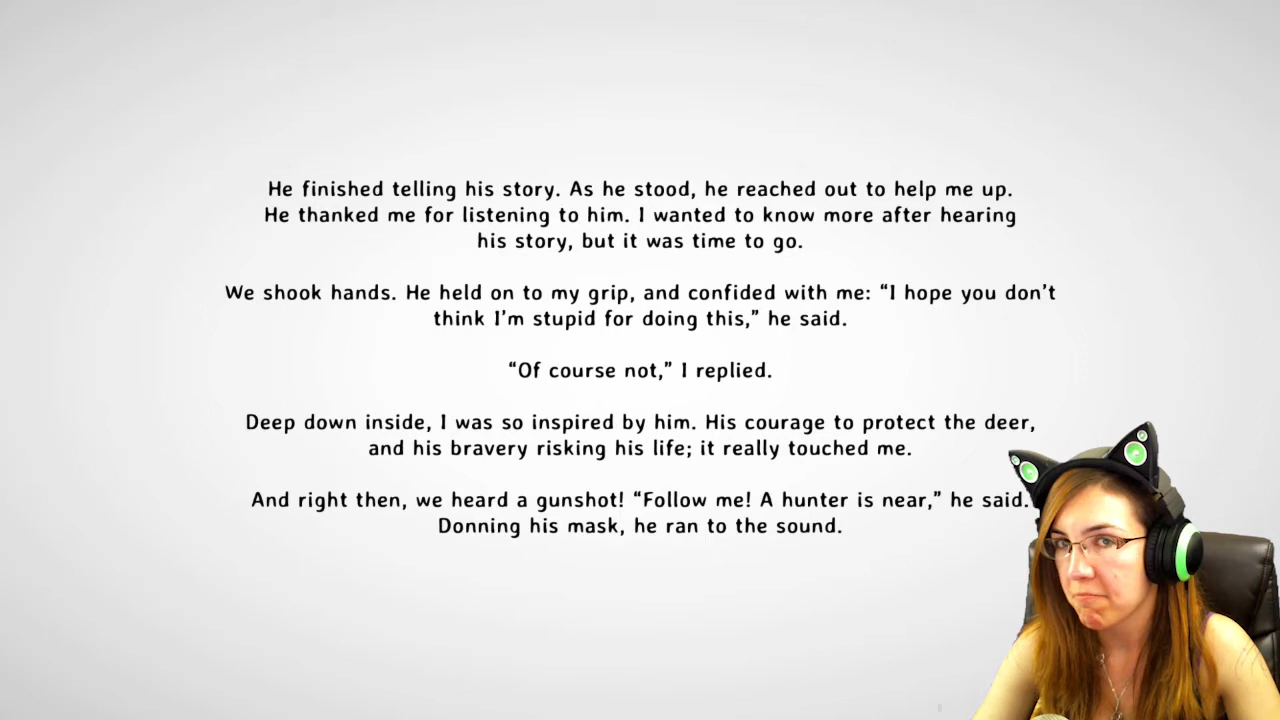 He finished telling his story. As he stood, he reached out to help me up.
He thanked me for listening to him. I wanted to know more after hearing
his story, but it was time to go.
We shook hands. He held on to my grip, and confided with me: “I hope you don’t
think I’m stupid for doing this,” he said.
“Of course not,” I replied.
Deep down inside, I was so inspired by him. His courage to protect the deer,
and his bravery risking his life; it really touched me.
And right then, we heard a gunshot! “Follow me! A hunter is near,” he said.
Donning his mask, he ran to the sound.